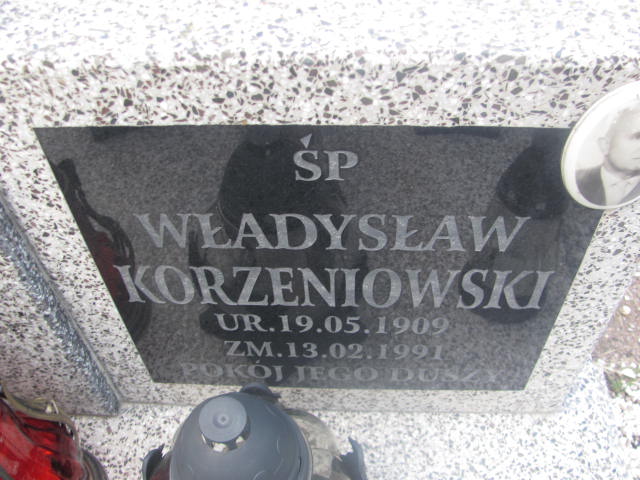 ŚP
WŁADYSŁAW
KORZENIOWSKI
UR.19.05.1909
ZM.13.02.1991
POKÓJ JEGO DUSZY